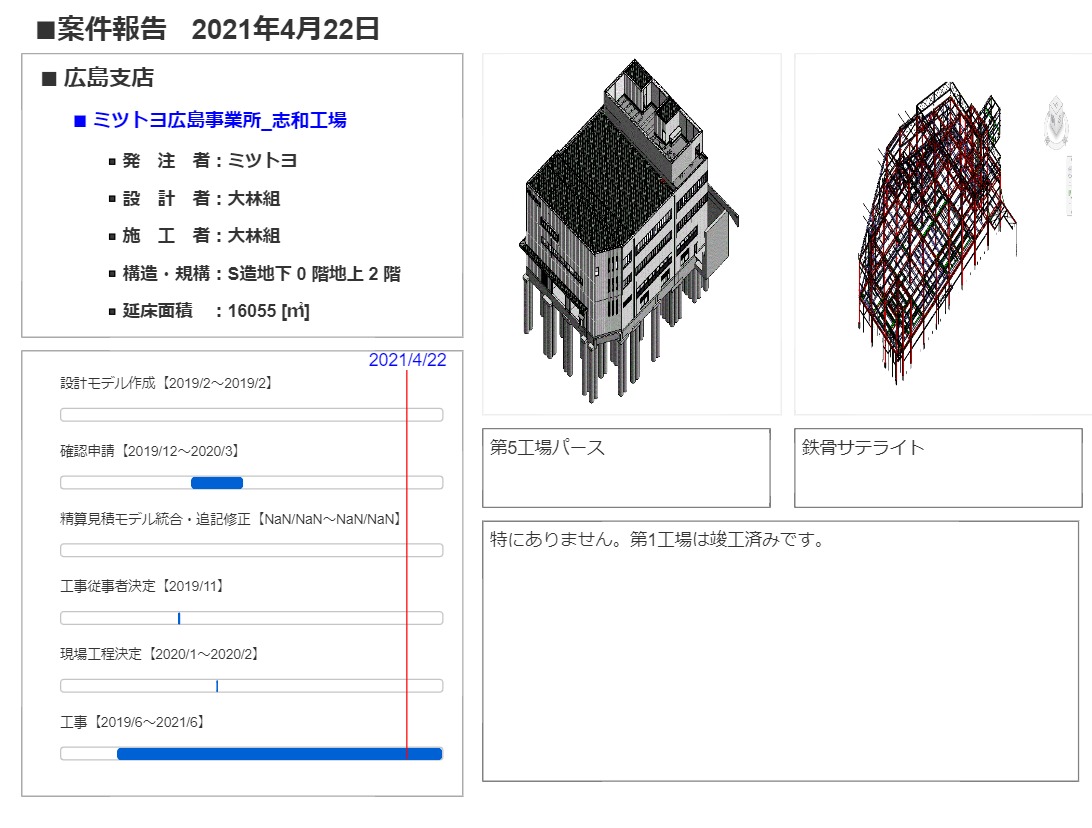 ■案件報告 2021年4月22日
■ 広島支店
■ ミツトヨ広島事業所_志和工場
▪ 発 注 者：ミツトヨ
▪ 設 計 者：大林組
▪ 施 工 者：大林組
▪ 構造・規構：S造地下 0 階地上 2 階
▪ 延床面積 ：16055 [㎡]
2021/4/22
設計モデル作成【2019/2～2019/2】
確認申請【2019/12～2020/3】
精算見積モデル統合・追記修正【NaN/NaN～NaN/NaN】
工事従事者決定【2019/11】
現場工程決定【2020/1～2020/2】
工事【2019/6～2021/6】
第5工場パース
鉄骨サテライト
特にありません。第1工場は竣工済みです。